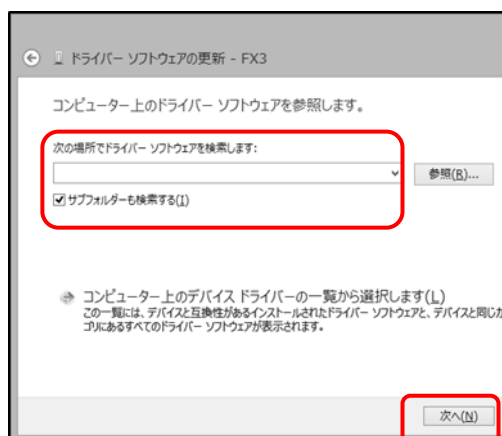 ドライバー ソフトウェアの更新 - FX3
コンピューター上のドライバー ソフトウェアを参照します。
次の場所でドライバー ソフトウェアを検索します:
参照(R)...
サブフォルダーも検索する(I)
コンピューター上のデバイス ドライバーの一覧から選択します(L)
この一覧には、デバイスと互換性があるインストールされたドライバー ソフトウェアと、デバイスと同じカ
ゴリにあるすべてのドライバー ソフトウェアが表示されます。
次へ(N)